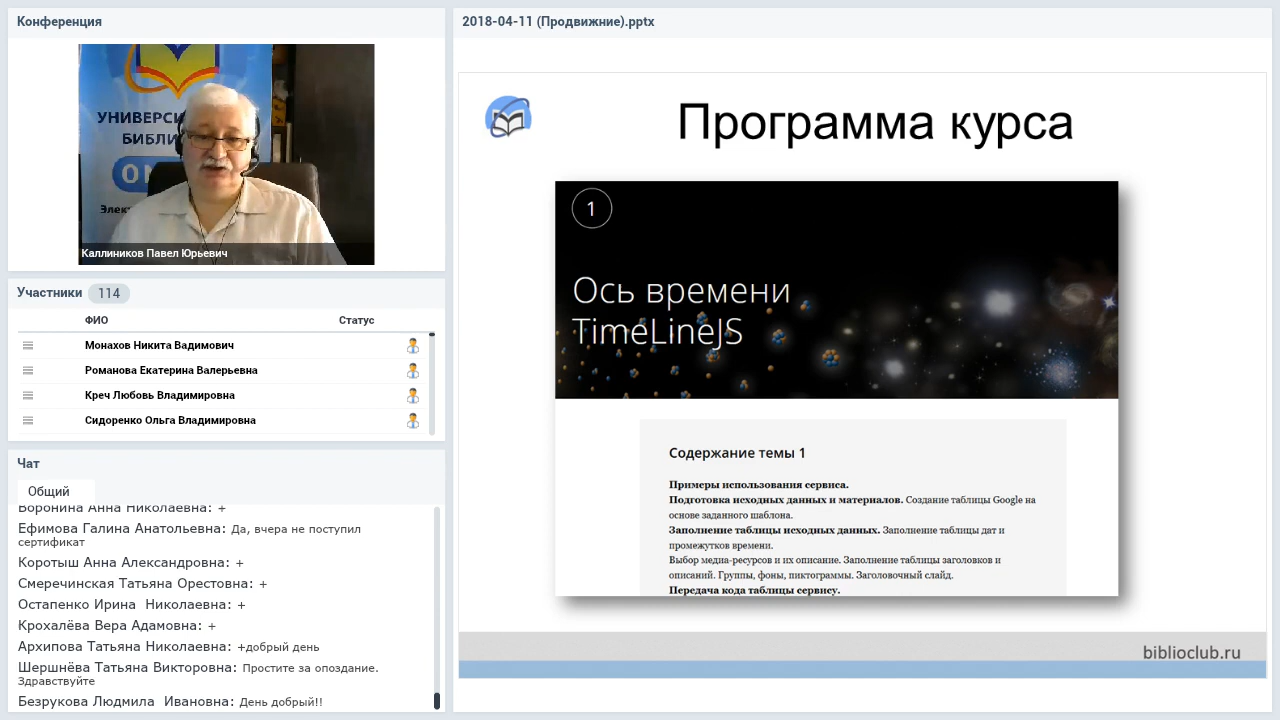 Конференция
УНИВЕРС
БИБЛИ
Каллиников Павел Юрьевич
Участники 114
ФИО Статус
Монахов Никита Вадимович
Романова Екатерина Валерьевна
Креч Любовь Владимировна
Сидоренко Ольга Владимировна
Чат
Общий
Воронина Анна Николаевна: +
Ефимова Галина Анатольевна: Да, вчера не поступил
сертификат
Коротыш Анна Александровна: +
Смеречинская Татьяна Орестовна: +
Остапенко Ирина Николаевна: +
Крохалёва Вера Адамовна: +
Архипова Татьяна Николаевна: +добрый день
Шершнёва Татьяна Викторовна: Простите за опоздание.
Здравствуйте
Безрукова Людмила Ивановна: День добрый!!
2018-04-11 (Продвижние).pptx
Программа курса
1
Ось времени
TimeLineJS
Содержание темы 1
Примеры использования сервиса.
Подготовка исходных данных и материалов. Создание таблицы Google на
основе заданного шаблона.
Заполнение таблицы исходных данных. Заполнение таблицы дат и
промежутков времени.
Выбор медиа-ресурсов и их описание. Заполнение таблицы заголовков и
описаний. Группы, фоны, пиктограммы. Заголовочный слайд.
Передача кода таблицы сервису.
biblioclub.ru